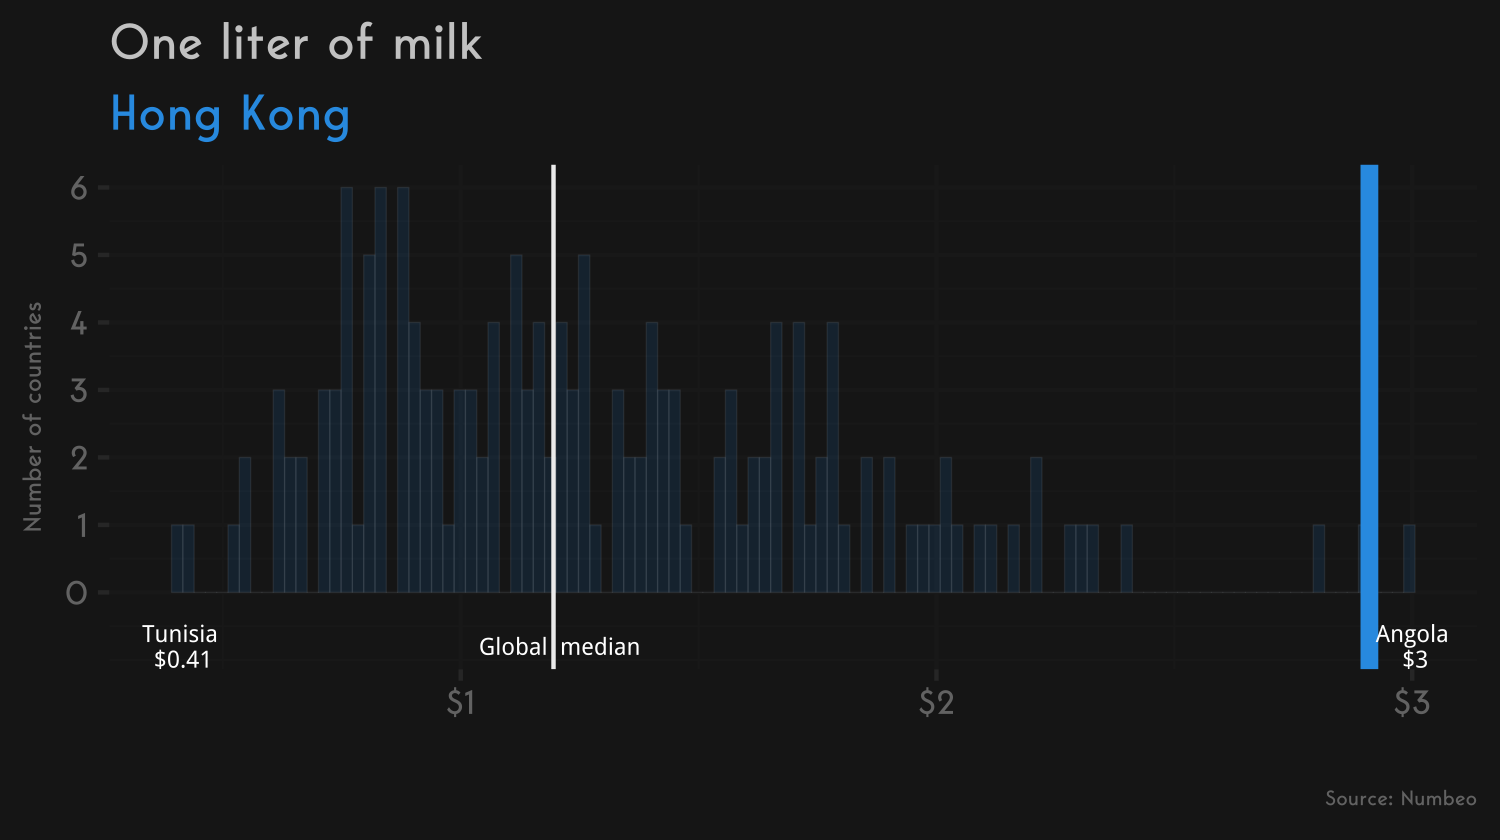 One liter of milk
Hong Kong
Number of countries
6
5
4
3
2
1
0
Tunisia
$0.41
Global median
Angola
$3
$1
$2
$3
Source: Numbeo